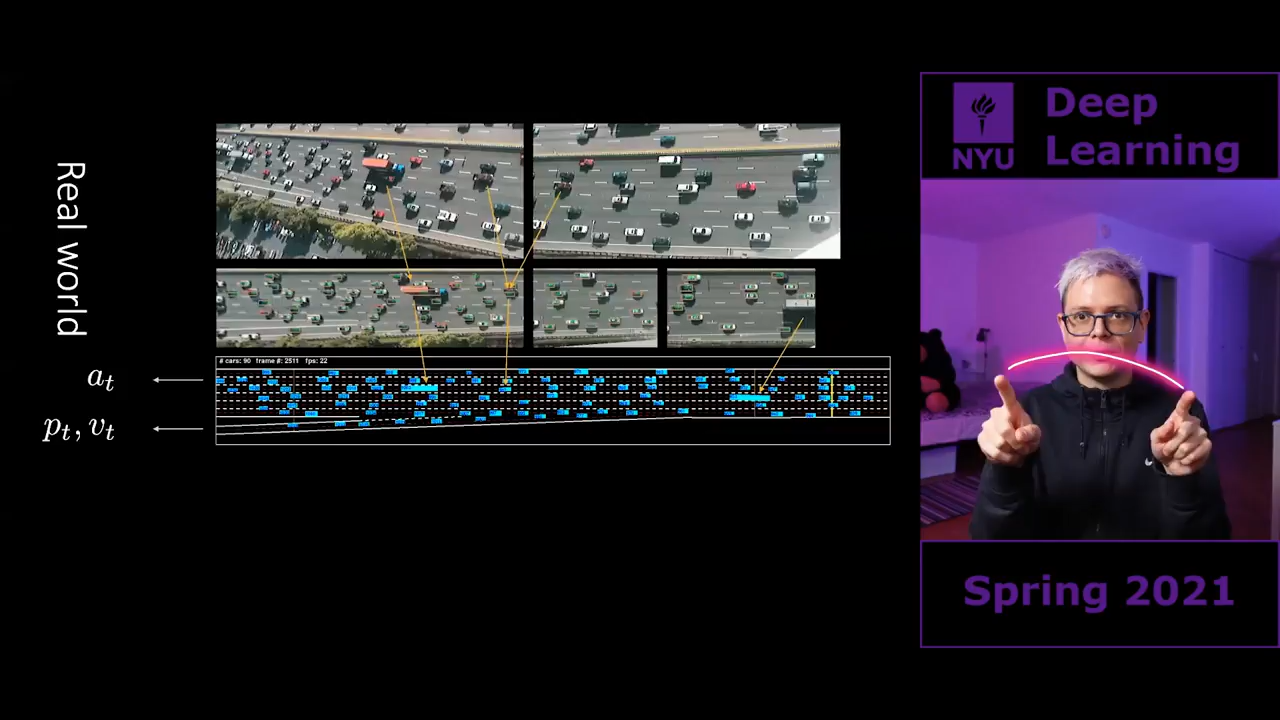 Real world
# cars: 90 frame #: 2511 fps: 22
a_t
p_t, v_t
NYU
Deep
Learning
Spring 2021